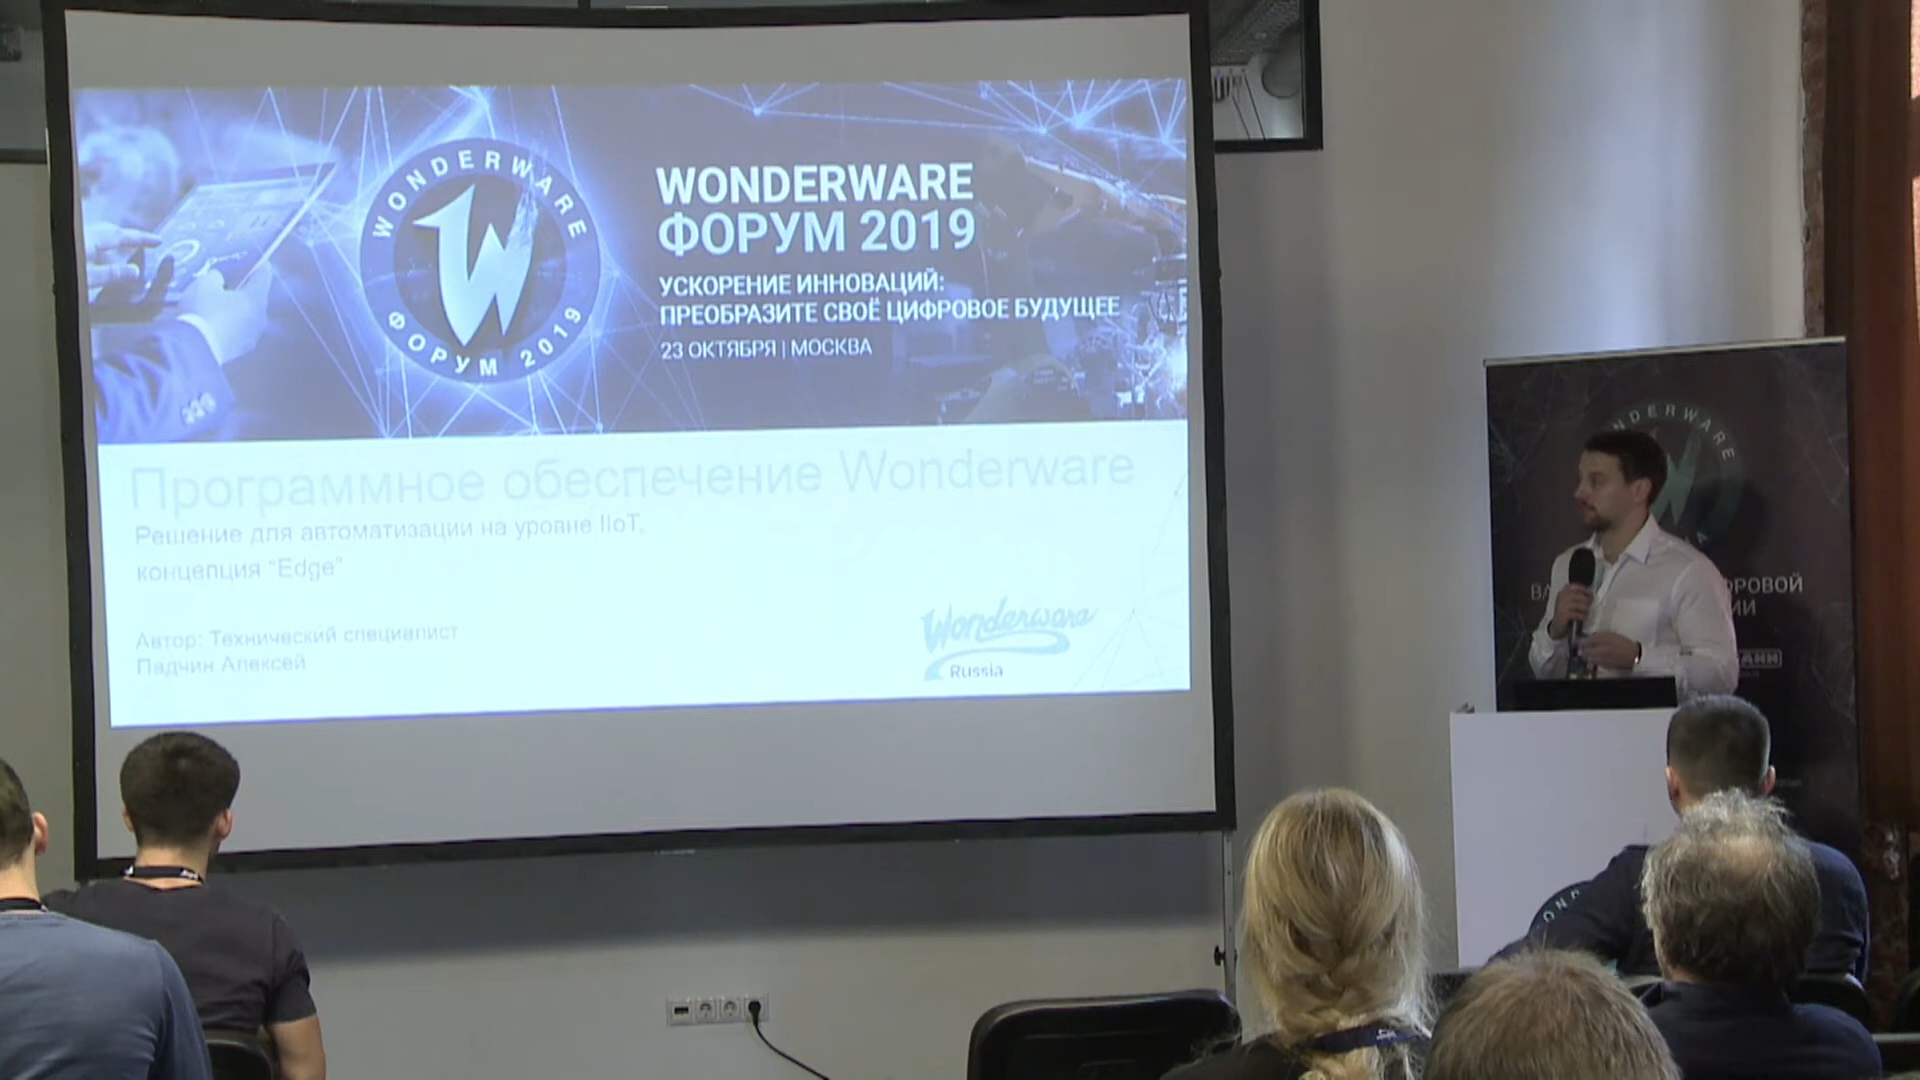 WONDERWARE
ФОРУМ 2019
WONDERWARE
ФОРУМ 2019
УСКОРЕНИЕ ИННОВАЦИЙ:
ПРЕОБРАЗИТЕ СВОЁ ЦИФРОВОЕ БУДУЩЕЕ
23 ОКТЯБРЯ | МОСКВА
Программное обеспечение Wonderware
Решение для автоматизации на уровне IIoT,
концепция “Edge”
Автор: Технический специалист
Падчин Алексей
Wonderware
Russia
WONDERWARE